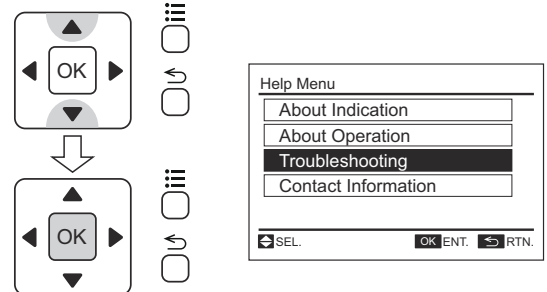 OK
OK
Help Menu
About Indication
About Operation
Troubleshooting
Contact Information
SEL. OK ENT. RTN.